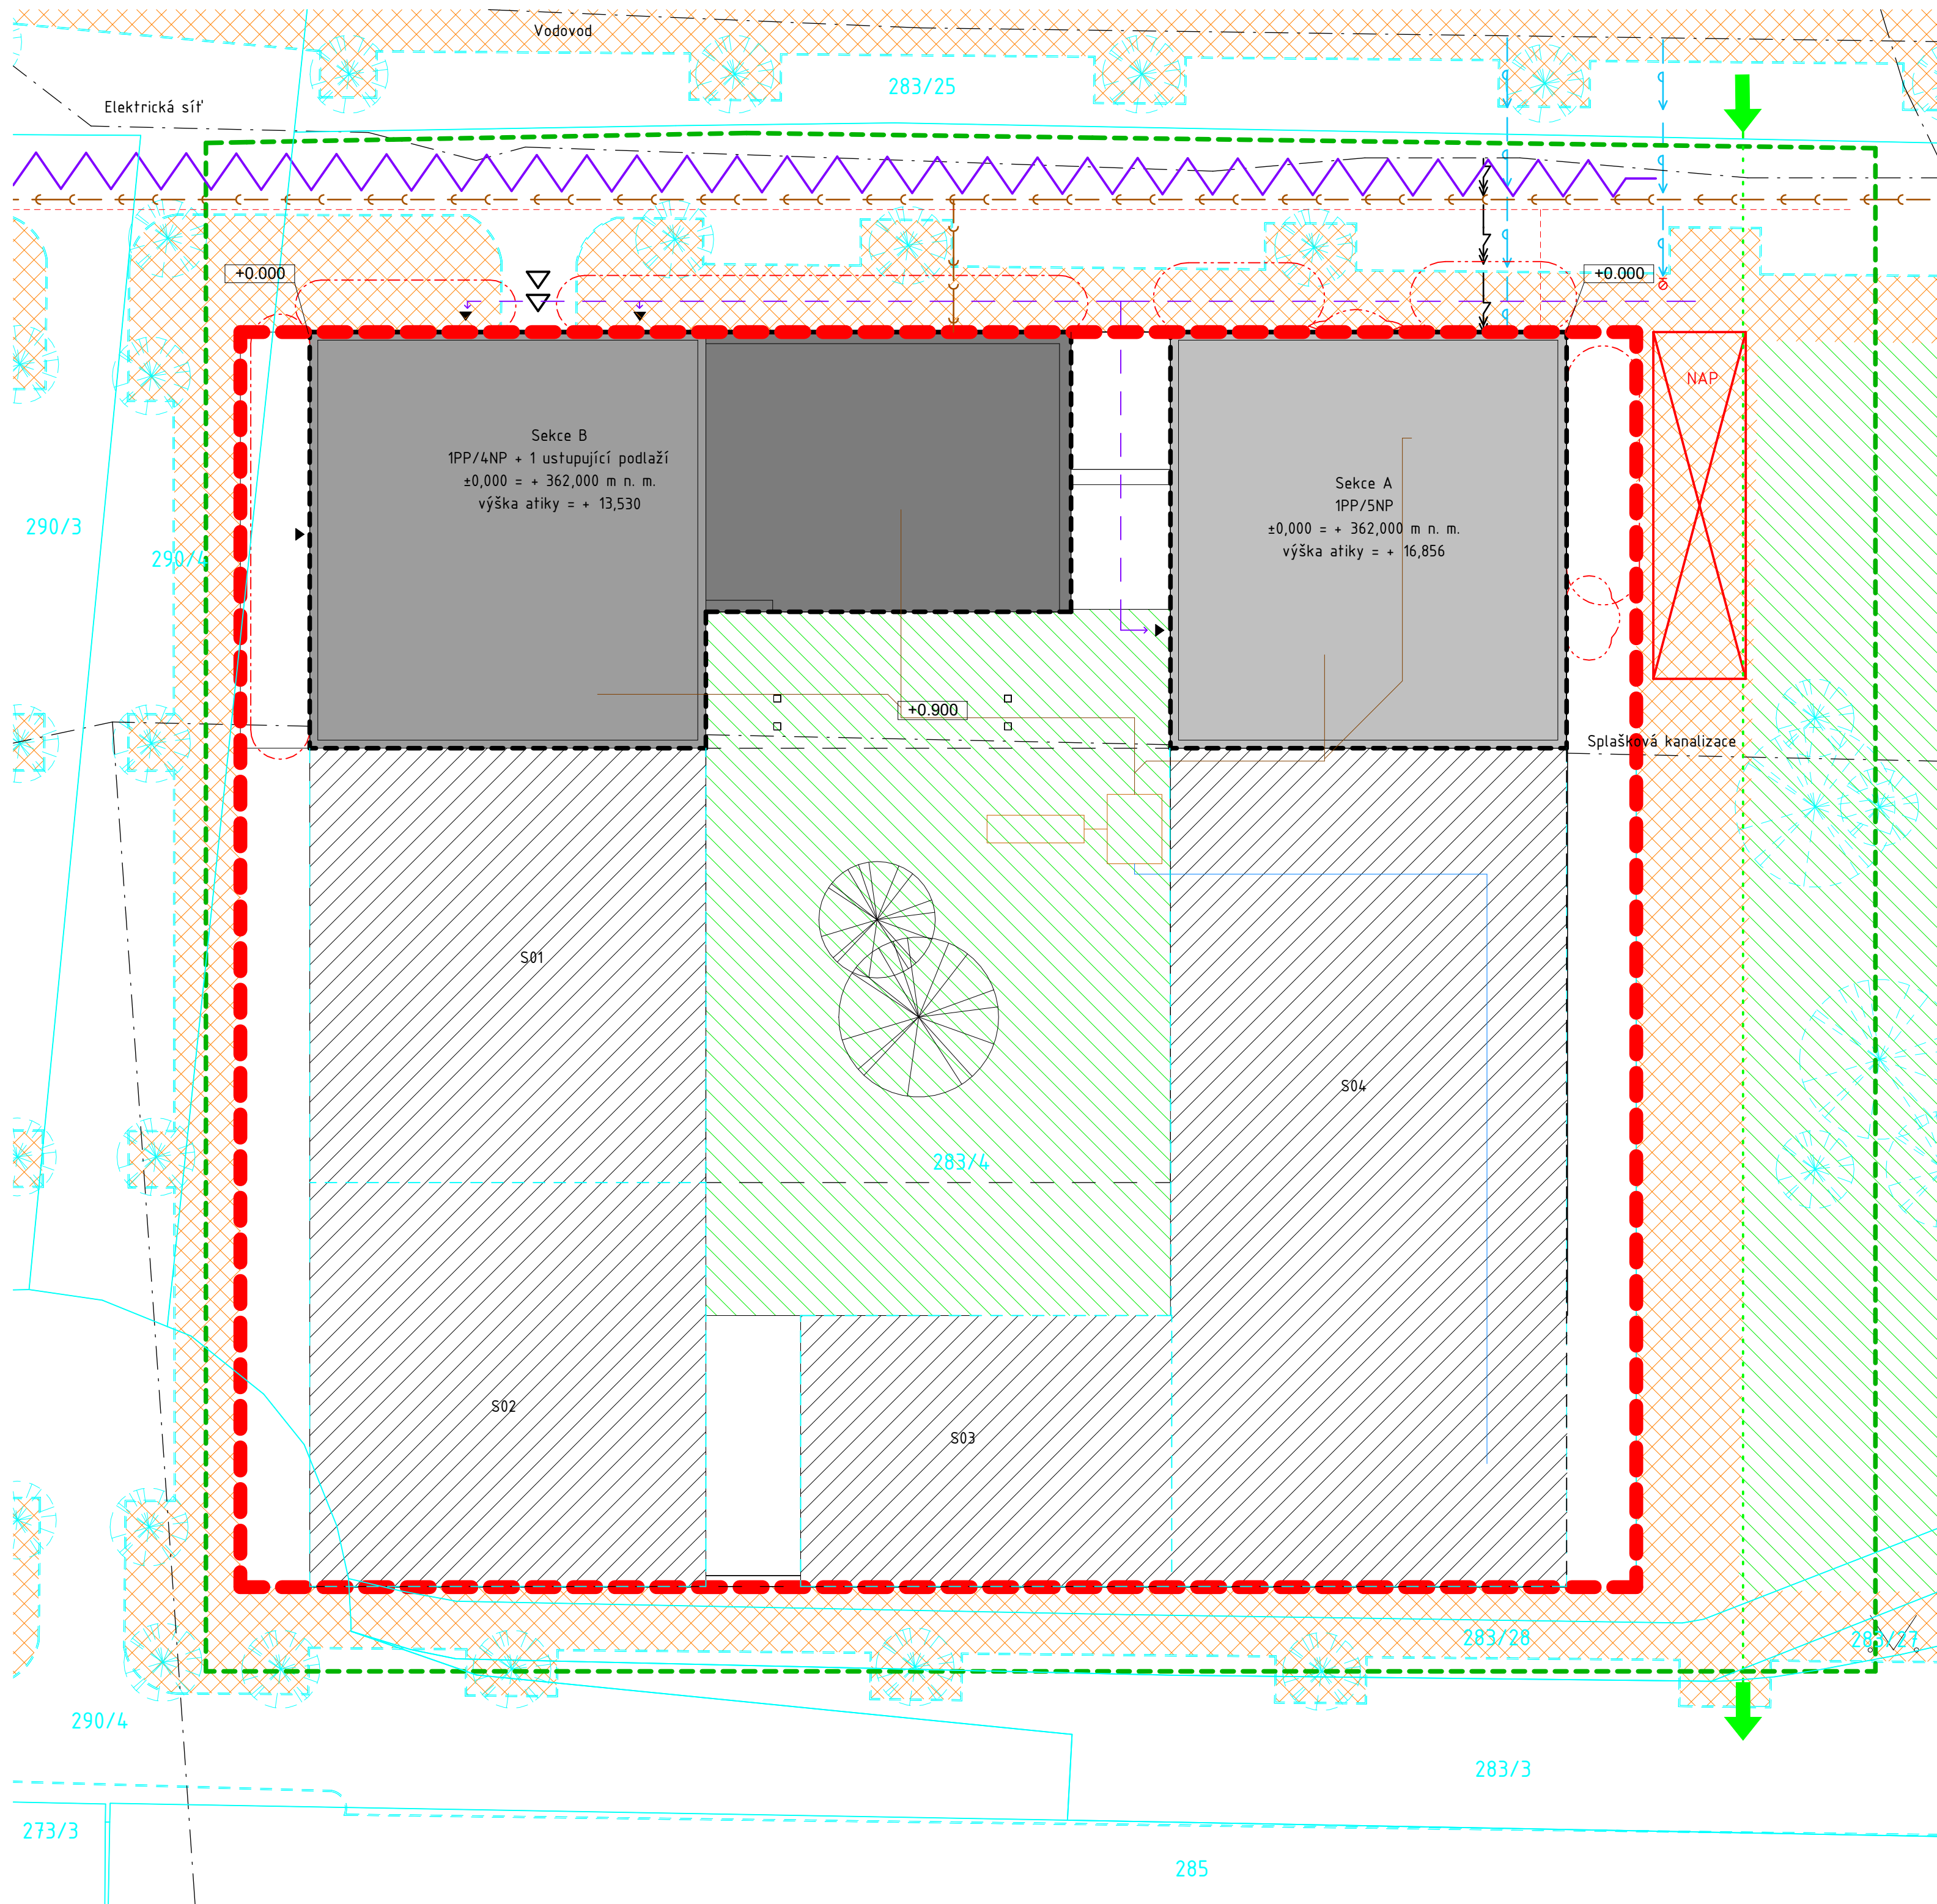 Vodovod
283/25
Elektrická síť
+0.000
+0.000
NAP
Sekce B
1PP/4NP + 1 ustupující podlaží
±0,000 = + 362,000 m n. m.
výška atiky = + 13,530
Sekce A
1PP/5NP
±0,000 = + 362,000 m n. m.
výška atiky = + 16,856
290/3
290/4
+0.900
Splašková kanalizace
S01
S04
283/4
S02
S03
283/28
283/27
290/4
283/3
273/3
285